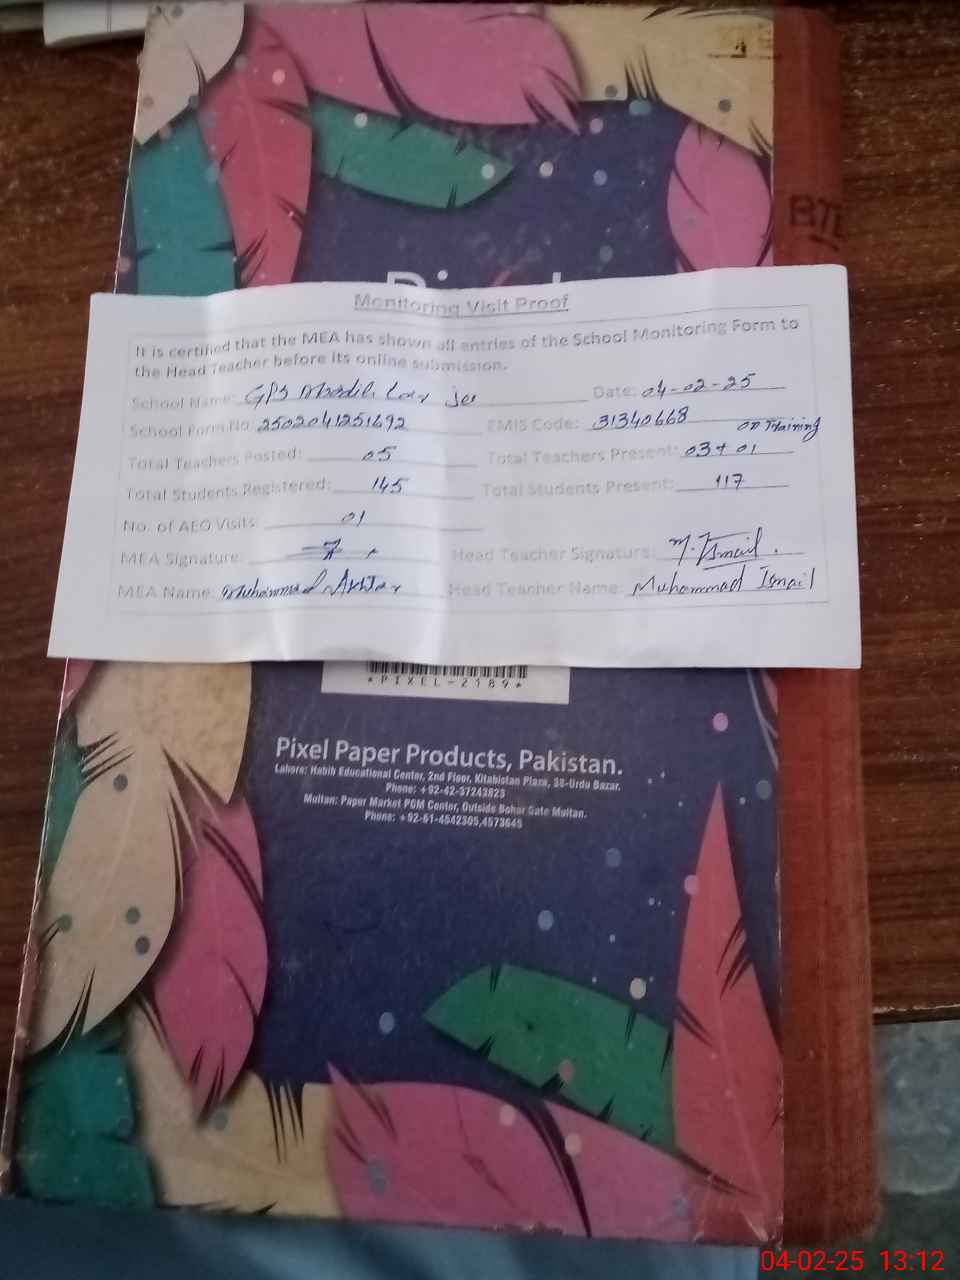 BTE
Monitoring Visit Proof
It is certified that the MEA has shown all entries of the School Monitoring Form to
the Head Teacher before its online submission.
School Name: GPS Date: 04-02-25
School Form No. 2502041251692 EMIS Code: 31340668 on Training
Total Teachers Posted: 05 Total Teachers Present: 03+01
Total Students Registered: 145 Total Students Present: 117
No. of AEO Visits: 01
MEA Signature: Head Teacher Signature: M. Ismail.
MEA Name: Muhammad Akhtar Head Teacher Name: Muhammad Ismail
*PIXEL-2189*
Pixel Paper Products, Pakistan.
Lahore: Habib Educational Center, 2nd Floor, Kitabistan Plaza, 38-Urdu Bazar.
Phone: +92-42-37243823
Multan: Paper Market PGM Center, Outside Bohar Gate Multan.
Phone: +92-61-4542305,4573645
04-02-25 13:12